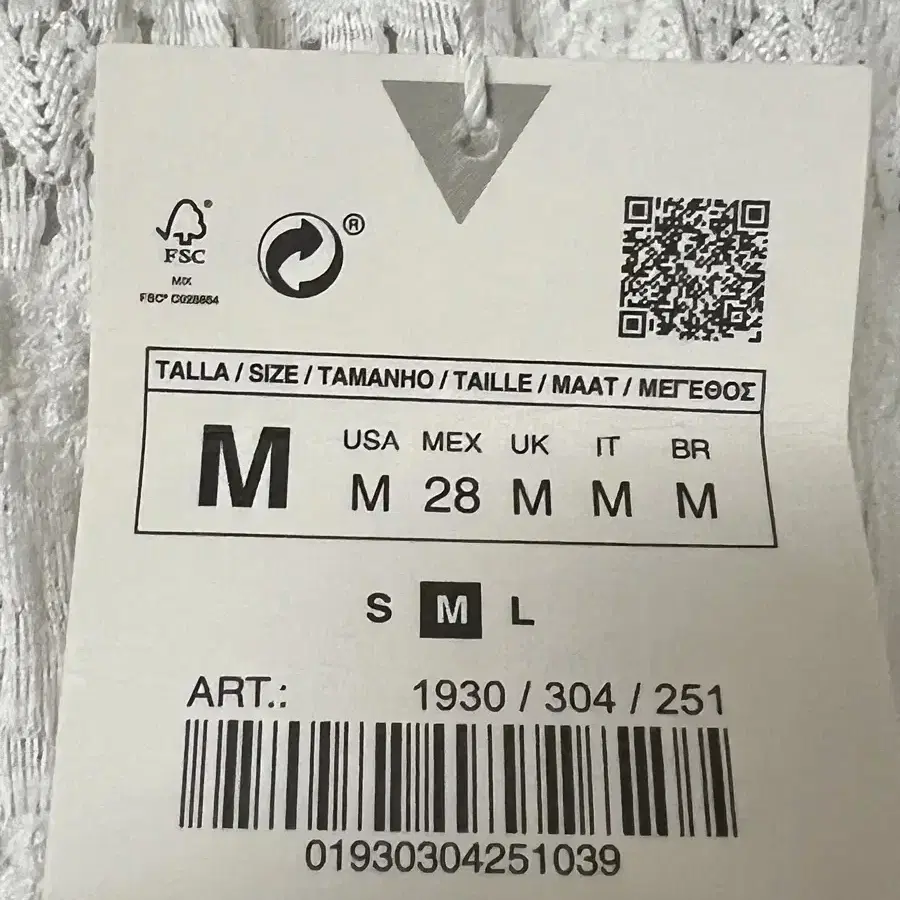 FSC®
MIX
FSC® C028654
®
TALLA / SIZE / TAMANHO / TAILLE / MAAT / ΜΕΓΕΘΟΣ
M
USA MEX UK IT BR
M 28 M M M
S M L
ART.: 1930 / 304 / 251
01930304251039